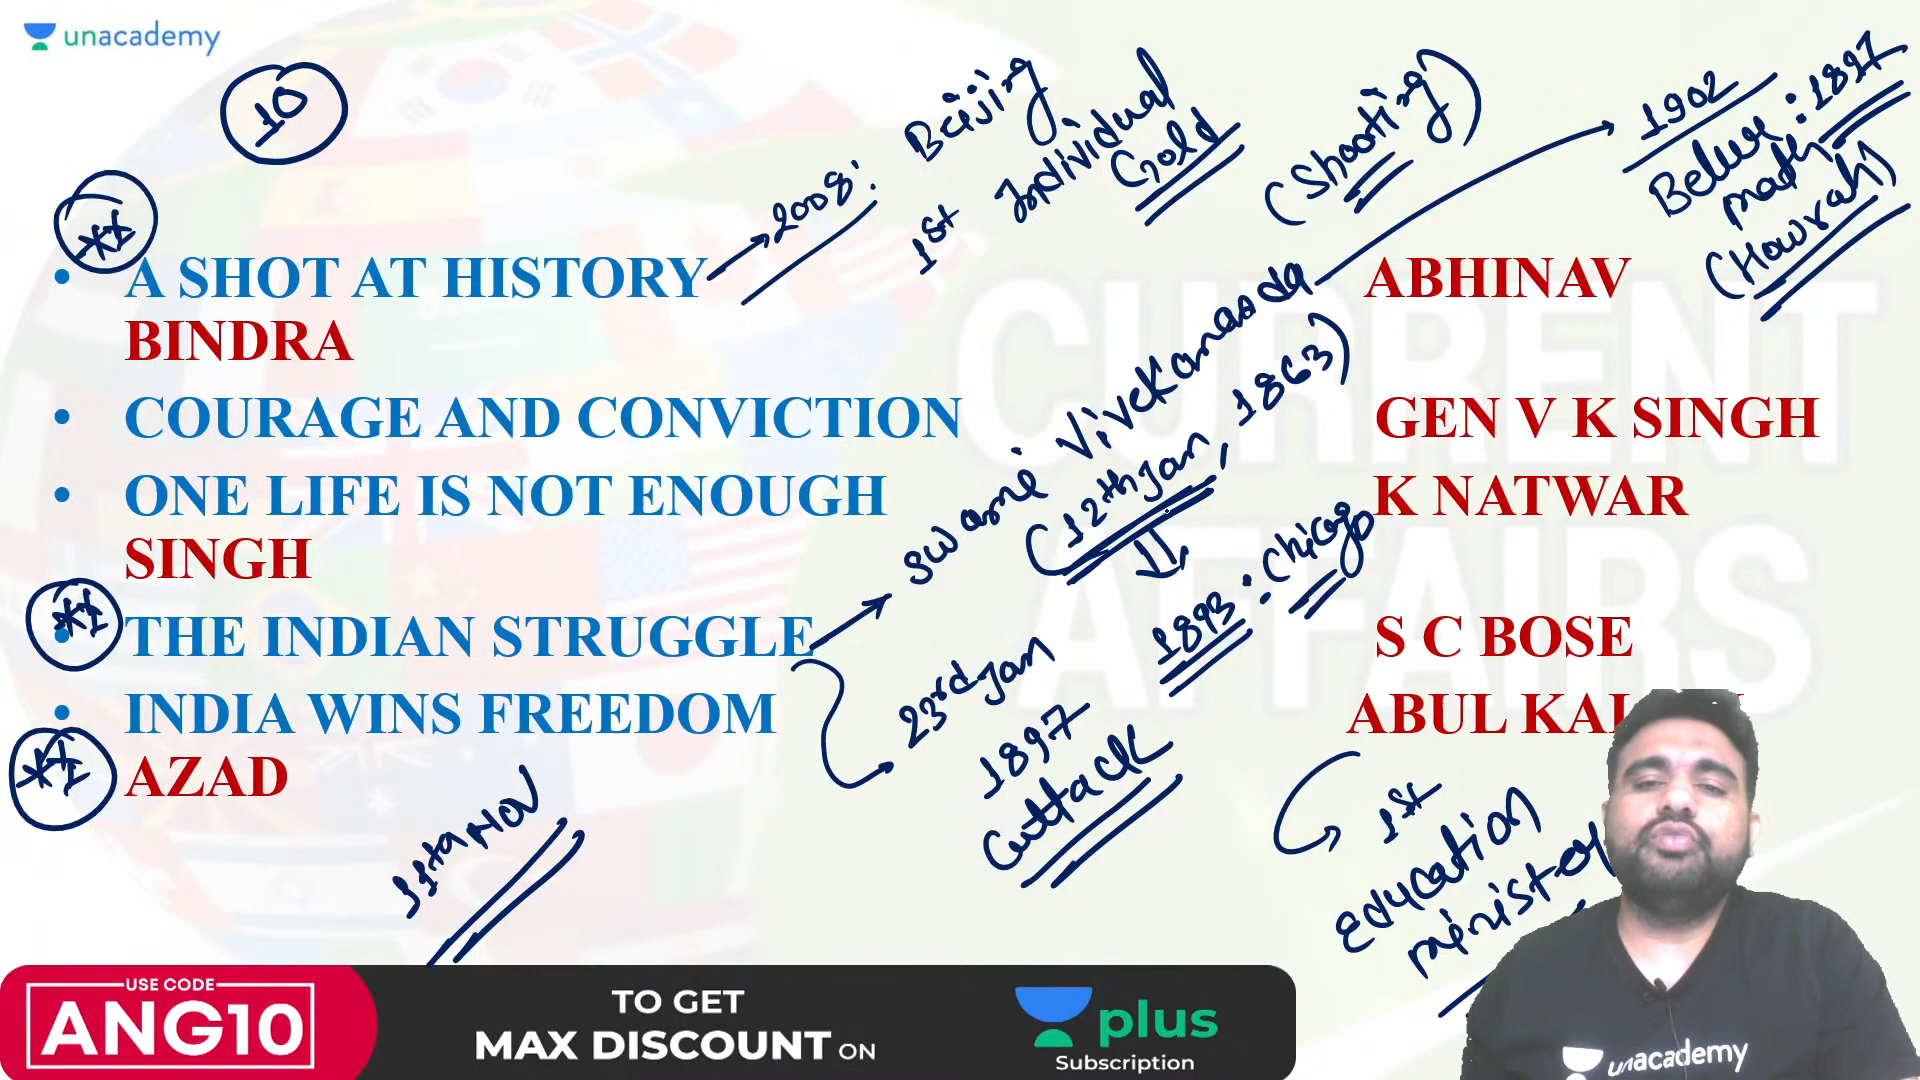 unacademy
10
2008: Beijing
1st Individual
Gold
(Shooting)
1902
Belur math : 1897
(Howrah)
• A SHOT AT HISTORY ABHINAV
BINDRA
• COURAGE AND CONVICTION GEN V K SINGH
• ONE LIFE IS NOT ENOUGH K NATWAR
SINGH
• THE INDIAN STRUGGLE S C BOSE
• INDIA WINS FREEDOM ABUL KAL
AZAD
Swami Vivekananda
(12th Jan, 1863)
1893 : Chicago
23rd Jan
1897
Cuttack
11th Nov
1st
Education
minister
USE CODE
ANG10
TO GET
MAX DISCOUNT ON
plus
Subscription
unacademy